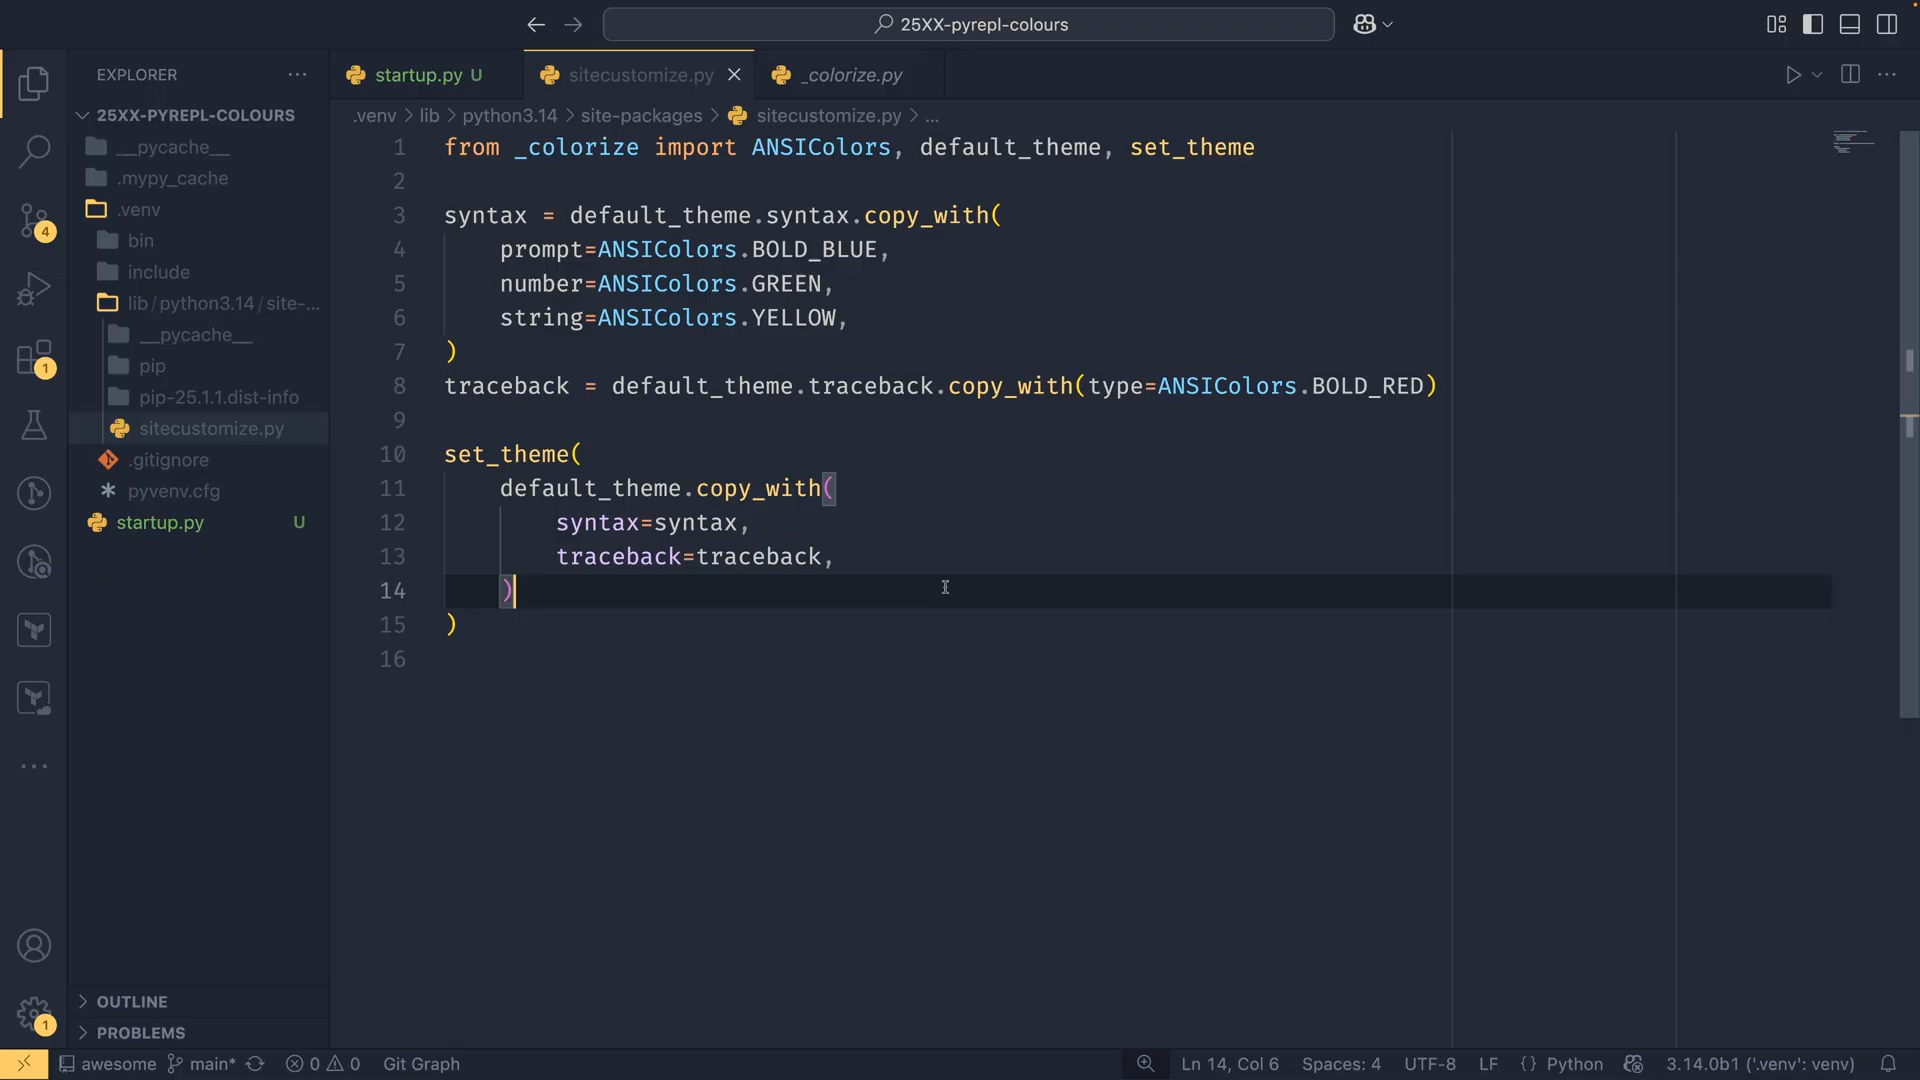 25XX-pyrepl-colours
EXPLORER
startup.py U
sitecustomize.py
_colorize.py
25XX-PYREPL-COLOURS
.venv > lib > python3.14 > site-packages > sitecustomize.py > ...
__pycache__
.mypy_cache
.venv
bin
include
lib/python3.14/site-...
__pycache__
pip
pip-25.1.1.dist-info
sitecustomize.py
.gitignore
pyvenv.cfg
startup.py U
4
1
1
1 from _colorize import ANSIColors, default_theme, set_theme
2
3 syntax = default_theme.syntax.copy_with(
4     prompt=ANSIColors.BOLD_BLUE,
5     number=ANSIColors.GREEN,
6     string=ANSIColors.YELLOW,
7 )
8 traceback = default_theme.traceback.copy_with(type=ANSIColors.BOLD_RED)
9
10 set_theme(
11     default_theme.copy_with(
12         syntax=syntax,
13         traceback=traceback,
14     )
15 )
16
OUTLINE
PROBLEMS
awesome main* 0 0 Git Graph Ln 14, Col 6 Spaces: 4 UTF-8 LF {} Python 3.14.0b1 ('.venv': venv)